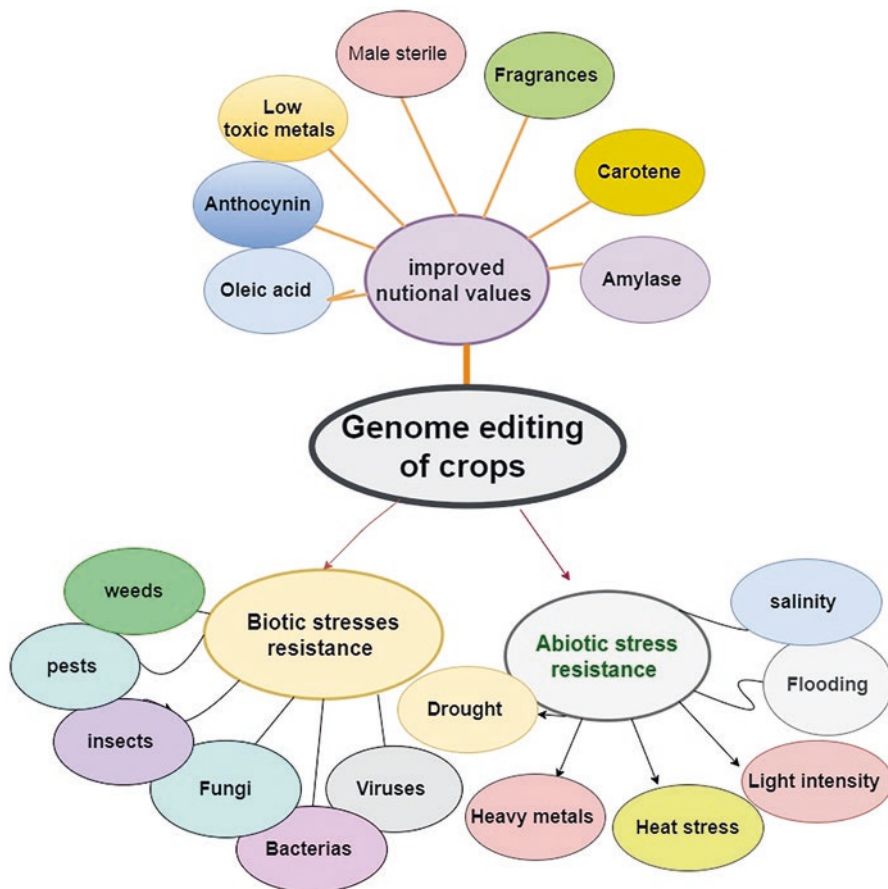 Male sterile
Fragrances
Low
toxic metals
Carotene
Anthocynin
improved
nutional values
Oleic acid
Amylase
Genome editing
of crops
weeds
Biotic stresses
resistance
salinity
pests
Abiotic stress
resistance
Flooding
Drought
insects
Fungi
Viruses
Light intensity
Heavy metals
Heat stress
Bacterias